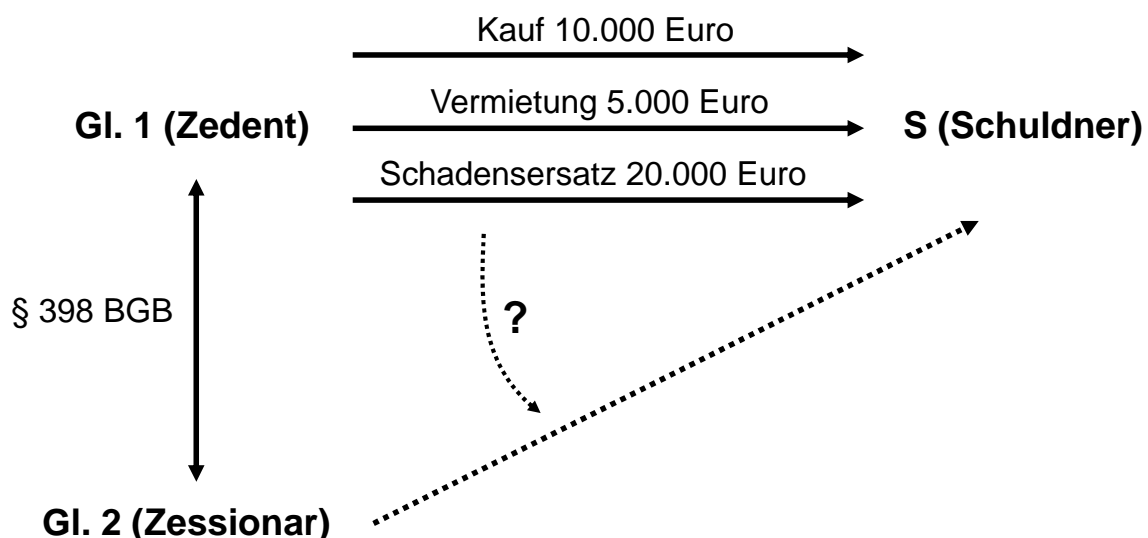 Kauf 10.000 Euro
Vermietung 5.000 Euro
Gl. 1 (Zedent)
S (Schuldner)
Schadensersatz 20.000 Euro
§ 398 BGB
?
Gl. 2 (Zessionar)